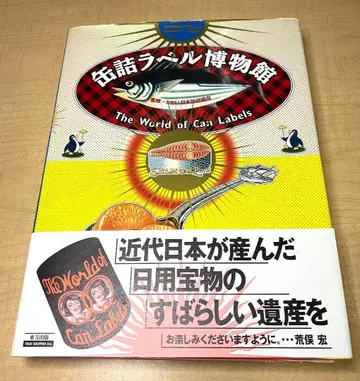 缶詰ラベル博物館
The World of Can Labels
近代日本が産んだ
日用宝物の
すばらしい遺産を
お楽しみくださいますように。…荒俣 宏
The World of
Can Labels
東方出版